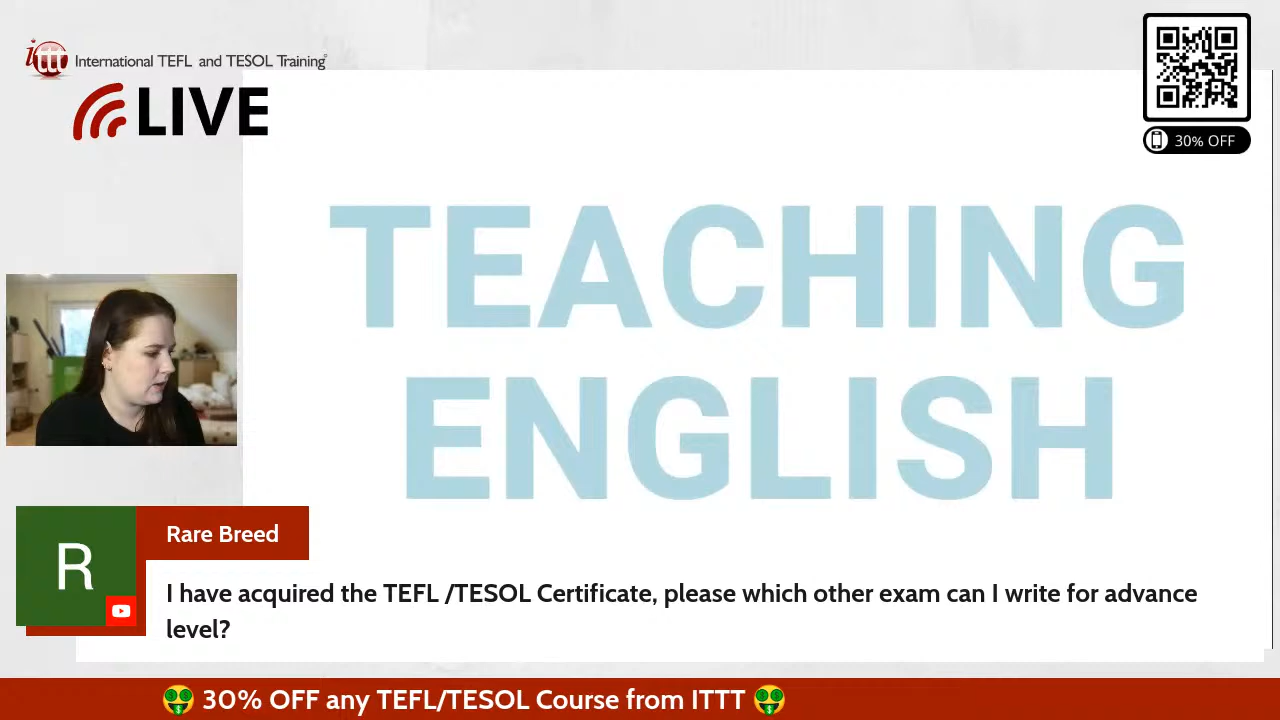 ittt International TEFL and TESOL Training
LIVE
30% OFF
TEACHING
ENGLISH
R
Rare Breed
I have acquired the TEFL /TESOL Certificate, please which other exam can I write for advance
level?
🤑 30% OFF any TEFL/TESOL Course from ITTT 🤑